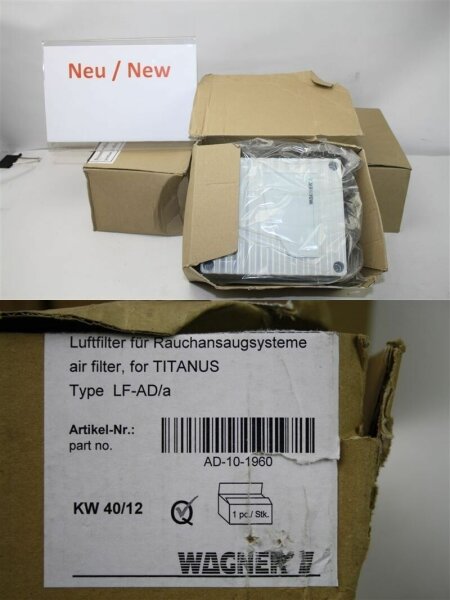 Neu / New
WAGNER
Luftfilter für Rauchansaugsysteme
air filter, for TITANUS
Type LF-AD/a
Artikel-Nr.:
part no.
AD-10-1960
KW 40/12
1 pc./ Stk.
WAGNER